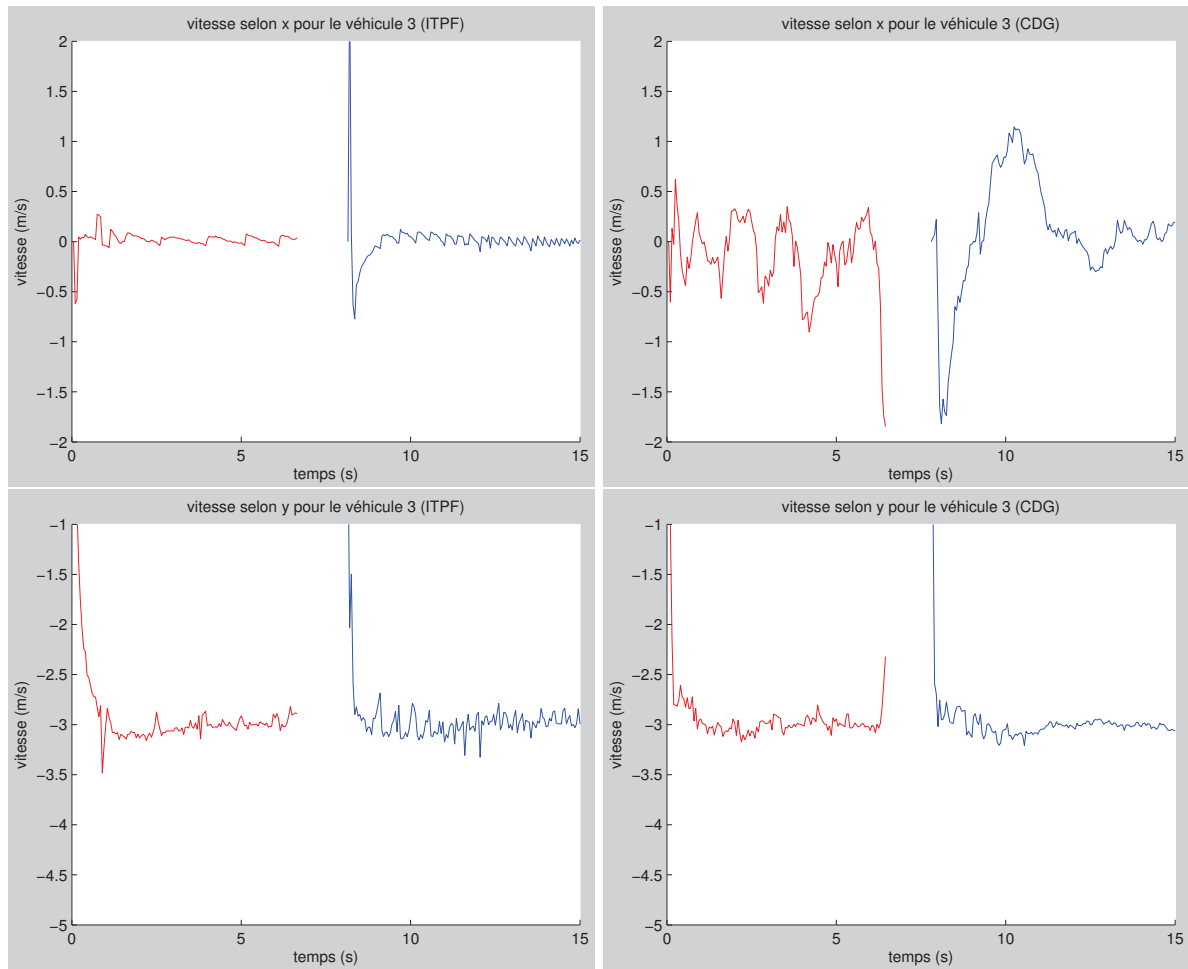 vitesse selon x pour le véhicule 3 (ITPF)
2
1.5
1
0.5
0
−0.5
−1
−1.5
−2
vitesse (m/s)
0 5 10 15
temps (s)
vitesse selon x pour le véhicule 3 (CDG)
2
1.5
1
0.5
0
−0.5
−1
−1.5
−2
vitesse (m/s)
0 5 10 15
temps (s)
vitesse selon y pour le véhicule 3 (ITPF)
−1
−1.5
−2
−2.5
−3
−3.5
−4
−4.5
−5
vitesse (m/s)
0 5 10 15
temps (s)
vitesse selon y pour le véhicule 3 (CDG)
−1
−1.5
−2
−2.5
−3
−3.5
−4
−4.5
−5
vitesse (m/s)
0 5 10 15
temps (s)